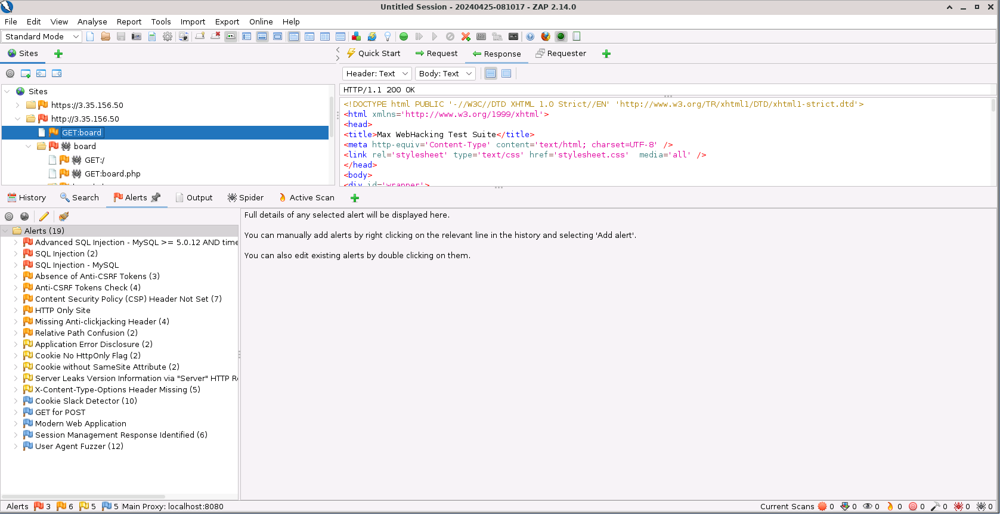 Untitled Session - 20240425-081017 - ZAP 2.14.0
File Edit View Analyse Report Tools Import Export Online Help
Standard Mode
Sites
Quick Start Request Response Requester
Header: Text Body: Text
Sites
https://3.35.156.50
http://3.35.156.50
GET:board
board
GET:/
GET:board.php
HTTP/1.1 200 OK
<!DOCTYPE html PUBLIC '-//W3C//DTD XHTML 1.0 Strict//EN' 'http://www.w3.org/TR/xhtml1/DTD/xhtml1-strict.dtd'>
<html xmlns='http://www.w3.org/1999/xhtml'>
<head>
<title>Max WebHacking Test Suite</title>
<meta http-equiv='Content-Type' content='text/html; charset=UTF-8' />
<link rel='stylesheet' type='text/css' href='stylesheet.css'  media='all' />
</head>
<body>
<div id='wrapper'>
History Search Alerts Output Spider Active Scan
Alerts (19)
Advanced SQL Injection - MySQL >= 5.0.12 AND time
SQL Injection (2)
SQL Injection - MySQL
Absence of Anti-CSRF Tokens (3)
Anti-CSRF Tokens Check (4)
Content Security Policy (CSP) Header Not Set (7)
HTTP Only Site
Missing Anti-clickjacking Header (4)
Relative Path Confusion (2)
Application Error Disclosure (2)
Cookie No HttpOnly Flag (2)
Cookie without SameSite Attribute (2)
Server Leaks Version Information via "Server" HTTP R
X-Content-Type-Options Header Missing (5)
Cookie Slack Detector (10)
GET for POST
Modern Web Application
Session Management Response Identified (6)
User Agent Fuzzer (12)
Full details of any selected alert will be displayed here.
You can manually add alerts by right clicking on the relevant line in the history and selecting 'Add alert'.
You can also edit existing alerts by double clicking on them.
Alerts 3 6 5 5 Main Proxy: localhost:8080
Current Scans 0 0 0 0 0 0 0 0